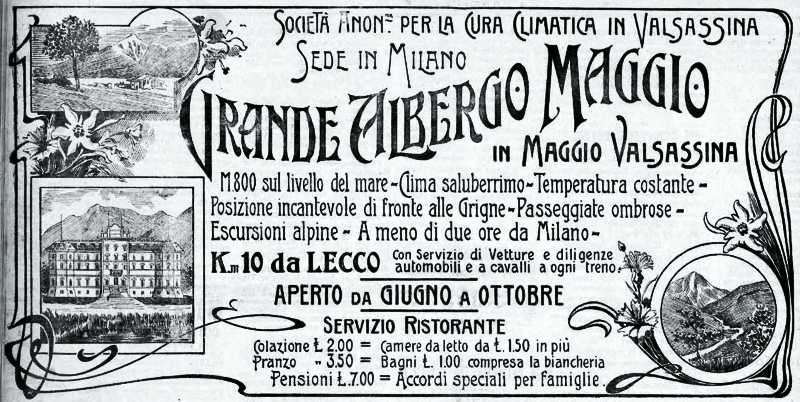 Società Anon.ma per la Cura Climatica in Valsassina
Sede in Milano
Grande Albergo Maggio
in Maggio Valsassina
M.800 sul livello del mare - Clima saluberrimo - Temperatura costante -
Posizione incantevole di fronte alle Grigne - Passeggiate ombrose -
Escursioni alpine - A meno di due ore da Milano -
Km 10 da LECCO Con Servizio di Vetture e diligenze
automobili e a cavalli a ogni treno.
APERTO DA GIUGNO A OTTOBRE
SERVIZIO RISTORANTE
Colazione Ł 2.00 = Camere da letto da Ł. 1.50 in più
Pranzo " 3.50 = Bagni Ł. 1.00 compresa la biancheria
Pensioni Ł.7.00 = Accordi speciali per famiglie.